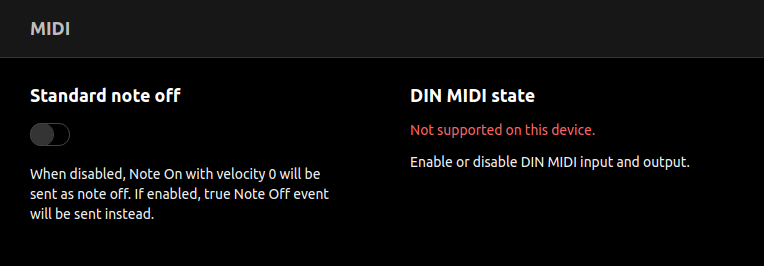 MIDI
Standard note off
When disabled, Note On with velocity 0 will be
sent as note off. If enabled, true Note Off event
will be sent instead.
DIN MIDI state
Not supported on this device.
Enable or disable DIN MIDI input and output.